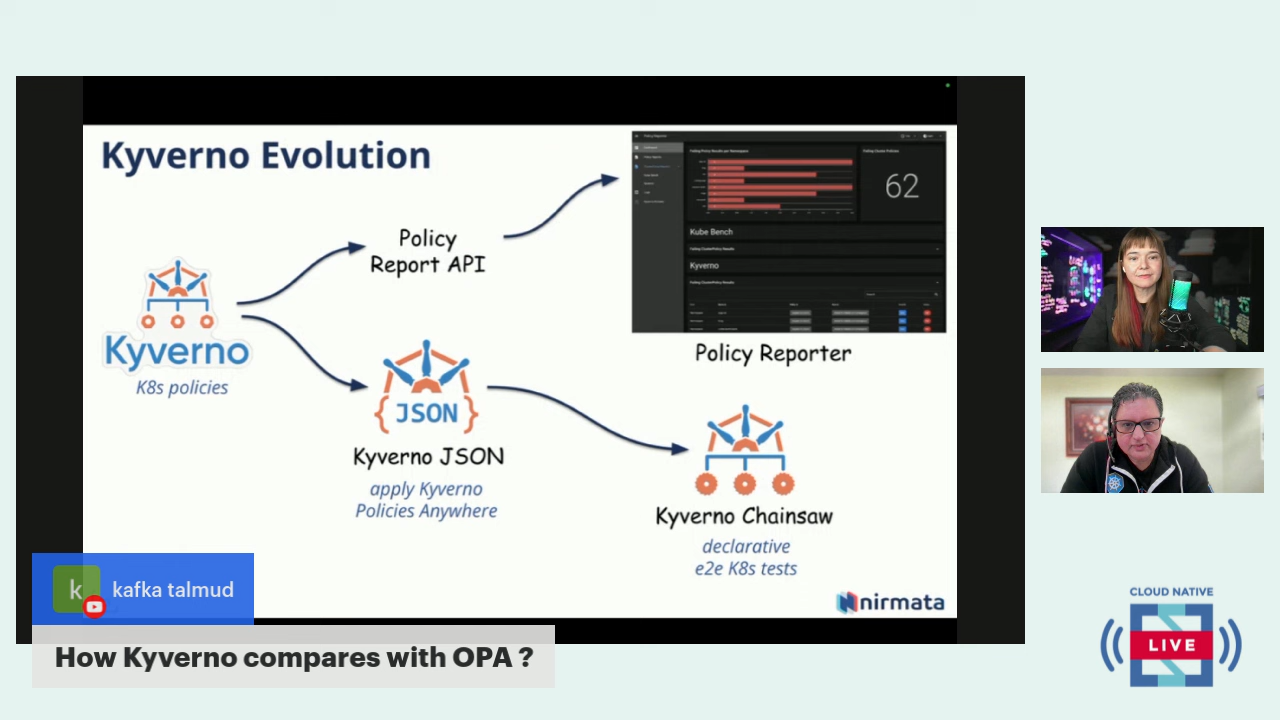 Kyverno Evolution
Policy
Report API
Kyverno
K8s policies
62
Kube Bench
Kyverno
Policy Reporter
{JSON}
Kyverno JSON
apply Kyverno
Policies Anywhere
Kyverno Chainsaw
declarative
e2e K8s tests
nirmata
k
kafka talmud
How Kyverno compares with OPA ?
CLOUD NATIVE
LIVE